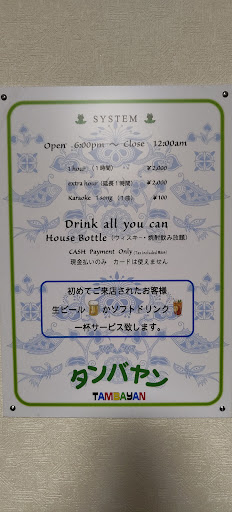 SYSTEM
Open 6:00pm ～ Close 12:00am
1 hour （1時間） ・・ ¥2,000
extra hour（延長1時間） ¥2,000
Karaoke 1song（1曲） ¥100
Drink all you can
House Bottle（ウィスキー・焼酎飲み放題）
CASH Payment Only
現金払いのみ カードは使えません
初めてご来店されたお客様
生ビール かソフトドリンク
一杯サービス致します。
タンバヤン
TAMBAYAN